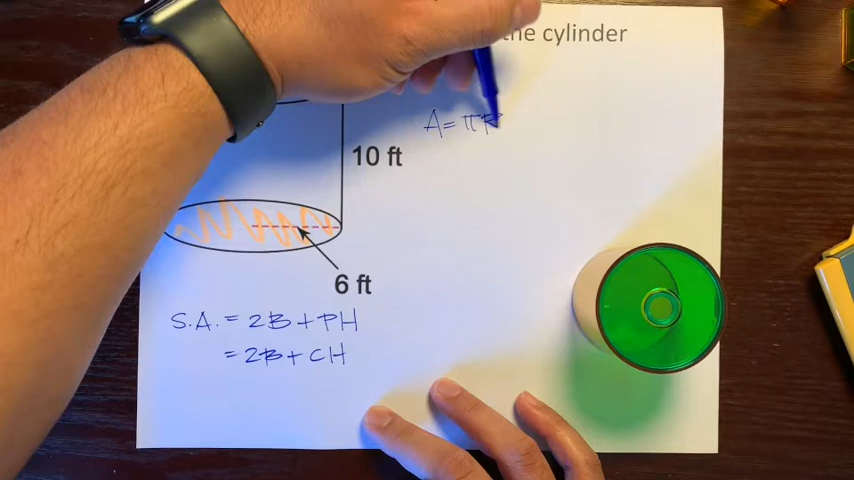 the cylinder
A = πr
10 ft
6 ft
S.A. = 2B + PH
= 2B + CH